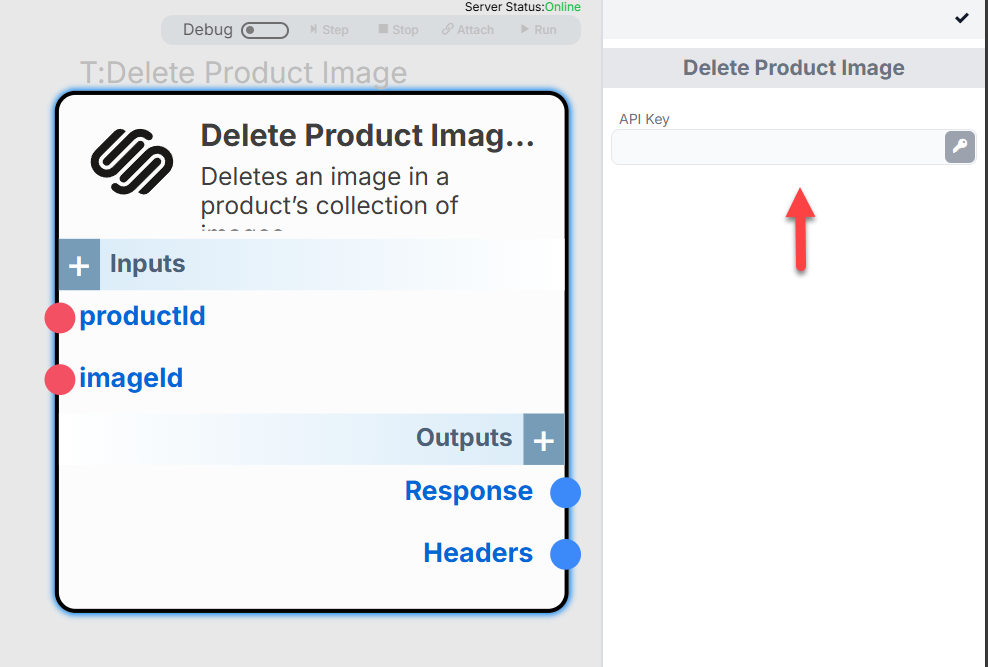 Server Status:Online
Debug
Step
Stop
Attach
Run
T:Delete Product Image
Delete Product Imag...
Deletes an image in a
product’s collection of
Inputs
productId
imageId
Outputs
Response
Headers
Delete Product Image
API Key